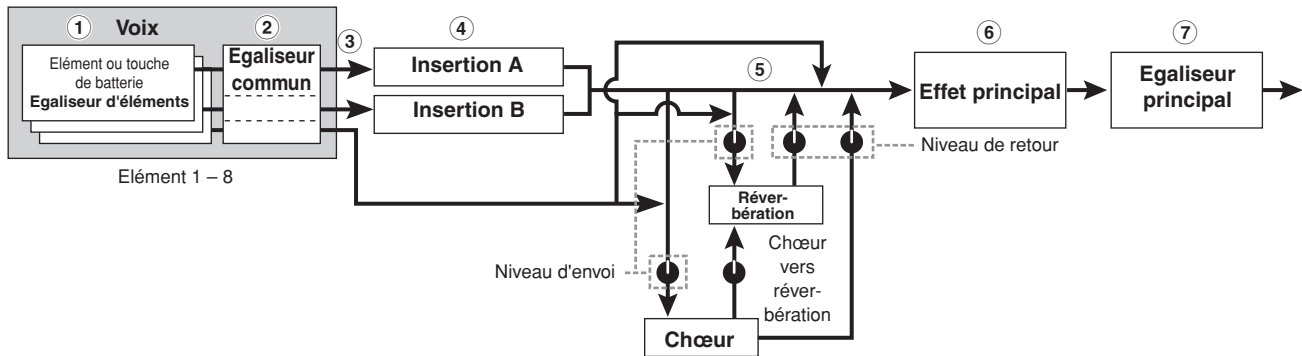 ① Voix ② ③ ④ ⑥ ⑦
Elément ou touche
de batterie
Egaliseur d'éléments
Egaliseur
commun
Insertion A
Insertion B
⑤
Effet principal
Egaliseur
principal
Niveau de retour
Elément 1 – 8
Réver-
bération
Niveau d'envoi
Chœur
vers
réver-
bération
Chœur